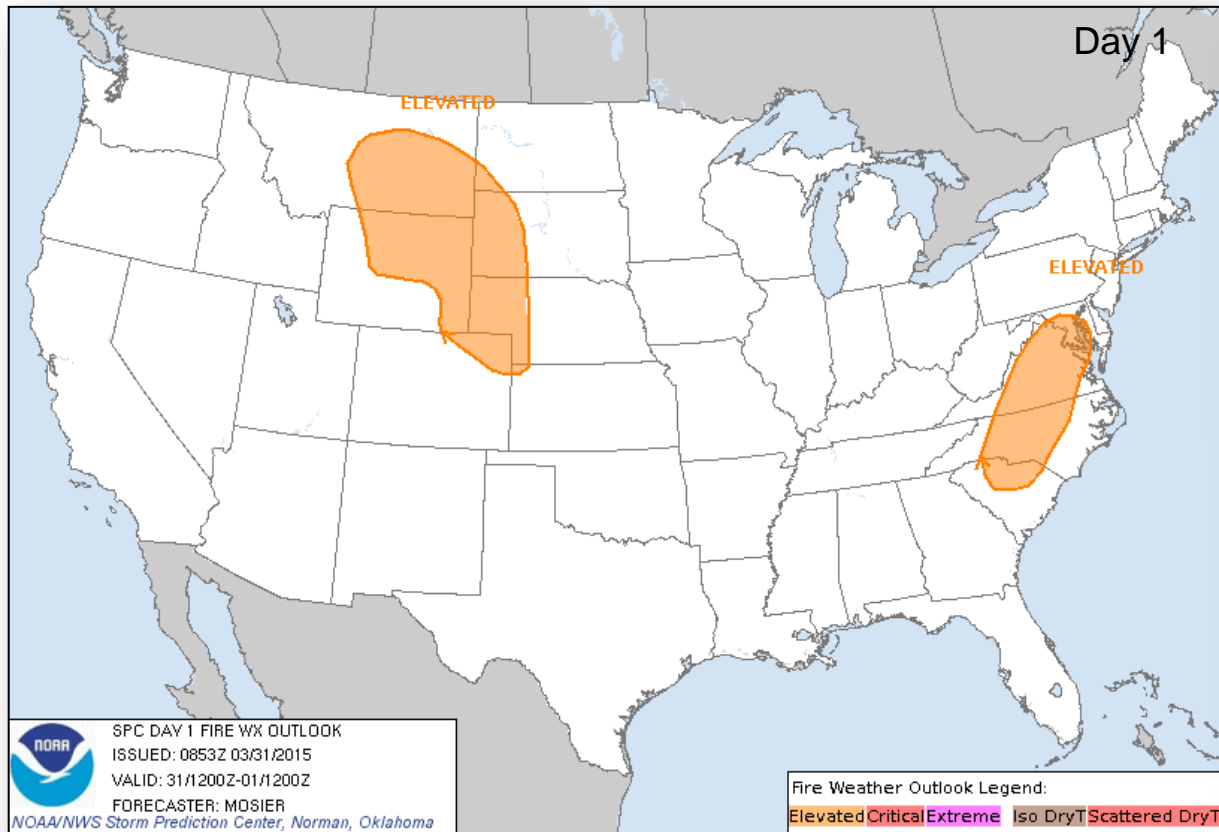 Day 1
ELEVATED
ELEVATED
NOAA
SPC DAY 1 FIRE WX OUTLOOK
ISSUED: 0853Z 03/31/2015
VALID: 31/1200Z-01/1200Z
FORECASTER: MOSIER
NOAA/NWS Storm Prediction Center, Norman, Oklahoma
Fire Weather Outlook Legend:
Elevated Critical Extreme Iso DryT Scattered DryT